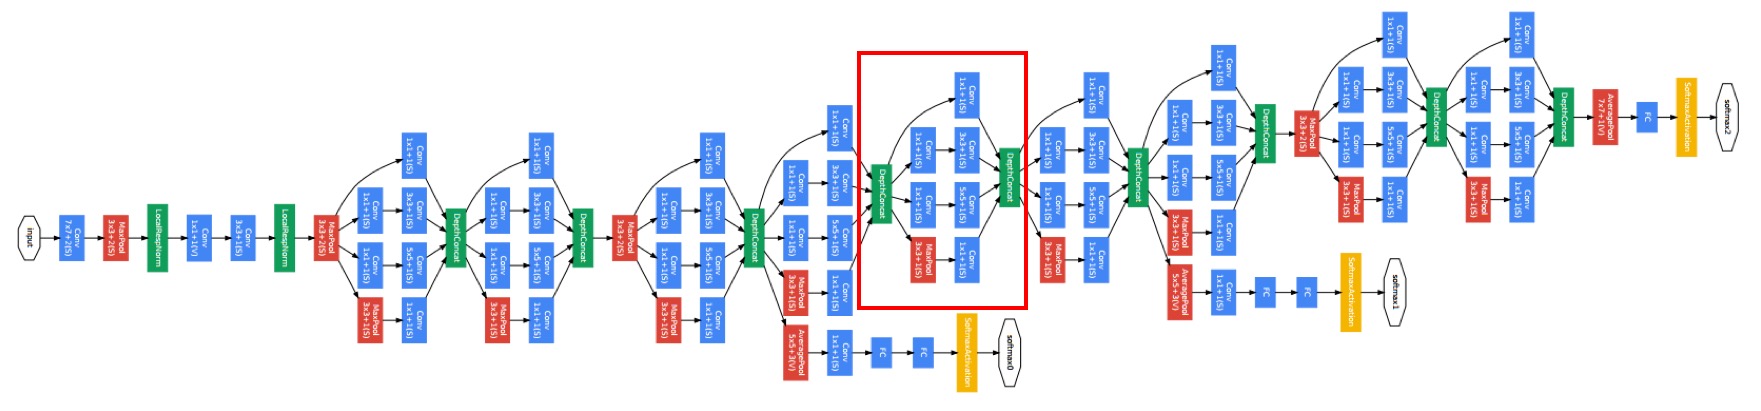 input
Conv
7x7+2(S)
MaxPool
3x3+2(S)
LocalRespNorm
Conv
1x1+1(V)
Conv
3x3+1(S)
LocalRespNorm
MaxPool
3x3+2(S)
Conv
1x1+1(S)
Conv
1x1+1(S)
MaxPool
3x3+1(S)
Conv
1x1+1(S)
Conv
3x3+1(S)
Conv
5x5+1(S)
Conv
1x1+1(S)
DepthConcat
Conv
1x1+1(S)
Conv
1x1+1(S)
MaxPool
3x3+1(S)
Conv
1x1+1(S)
Conv
3x3+1(S)
Conv
5x5+1(S)
Conv
1x1+1(S)
DepthConcat
MaxPool
3x3+2(S)
Conv
1x1+1(S)
Conv
1x1+1(S)
MaxPool
3x3+1(S)
Conv
1x1+1(S)
Conv
3x3+1(S)
Conv
5x5+1(S)
Conv
1x1+1(S)
DepthConcat
Conv
1x1+1(S)
Conv
1x1+1(S)
MaxPool
3x3+1(S)
AveragePool
5x5+3(V)
Conv
1x1+1(S)
Conv
3x3+1(S)
Conv
5x5+1(S)
Conv
1x1+1(S)
Conv
1x1+1(S)
DepthConcat
FC
FC
SoftmaxActivation
softmax0
Conv
1x1+1(S)
Conv
1x1+1(S)
MaxPool
3x3+1(S)
Conv
1x1+1(S)
Conv
3x3+1(S)
Conv
5x5+1(S)
Conv
1x1+1(S)
DepthConcat
Conv
1x1+1(S)
Conv
1x1+1(S)
MaxPool
3x3+1(S)
Conv
1x1+1(S)
Conv
3x3+1(S)
Conv
5x5+1(S)
Conv
1x1+1(S)
DepthConcat
Conv
1x1+1(S)
Conv
1x1+1(S)
MaxPool
3x3+1(S)
AveragePool
5x5+3(V)
Conv
1x1+1(S)
Conv
3x3+1(S)
Conv
5x5+1(S)
Conv
1x1+1(S)
Conv
1x1+1(S)
DepthConcat
FC
FC
SoftmaxActivation
softmax1
MaxPool
3x3+2(S)
Conv
1x1+1(S)
Conv
1x1+1(S)
MaxPool
3x3+1(S)
Conv
1x1+1(S)
Conv
3x3+1(S)
Conv
5x5+1(S)
Conv
1x1+1(S)
DepthConcat
Conv
1x1+1(S)
Conv
1x1+1(S)
MaxPool
3x3+1(S)
Conv
1x1+1(S)
Conv
3x3+1(S)
Conv
5x5+1(S)
Conv
1x1+1(S)
DepthConcat
AveragePool
7x7+1(V)
FC
SoftmaxActivation
softmax2